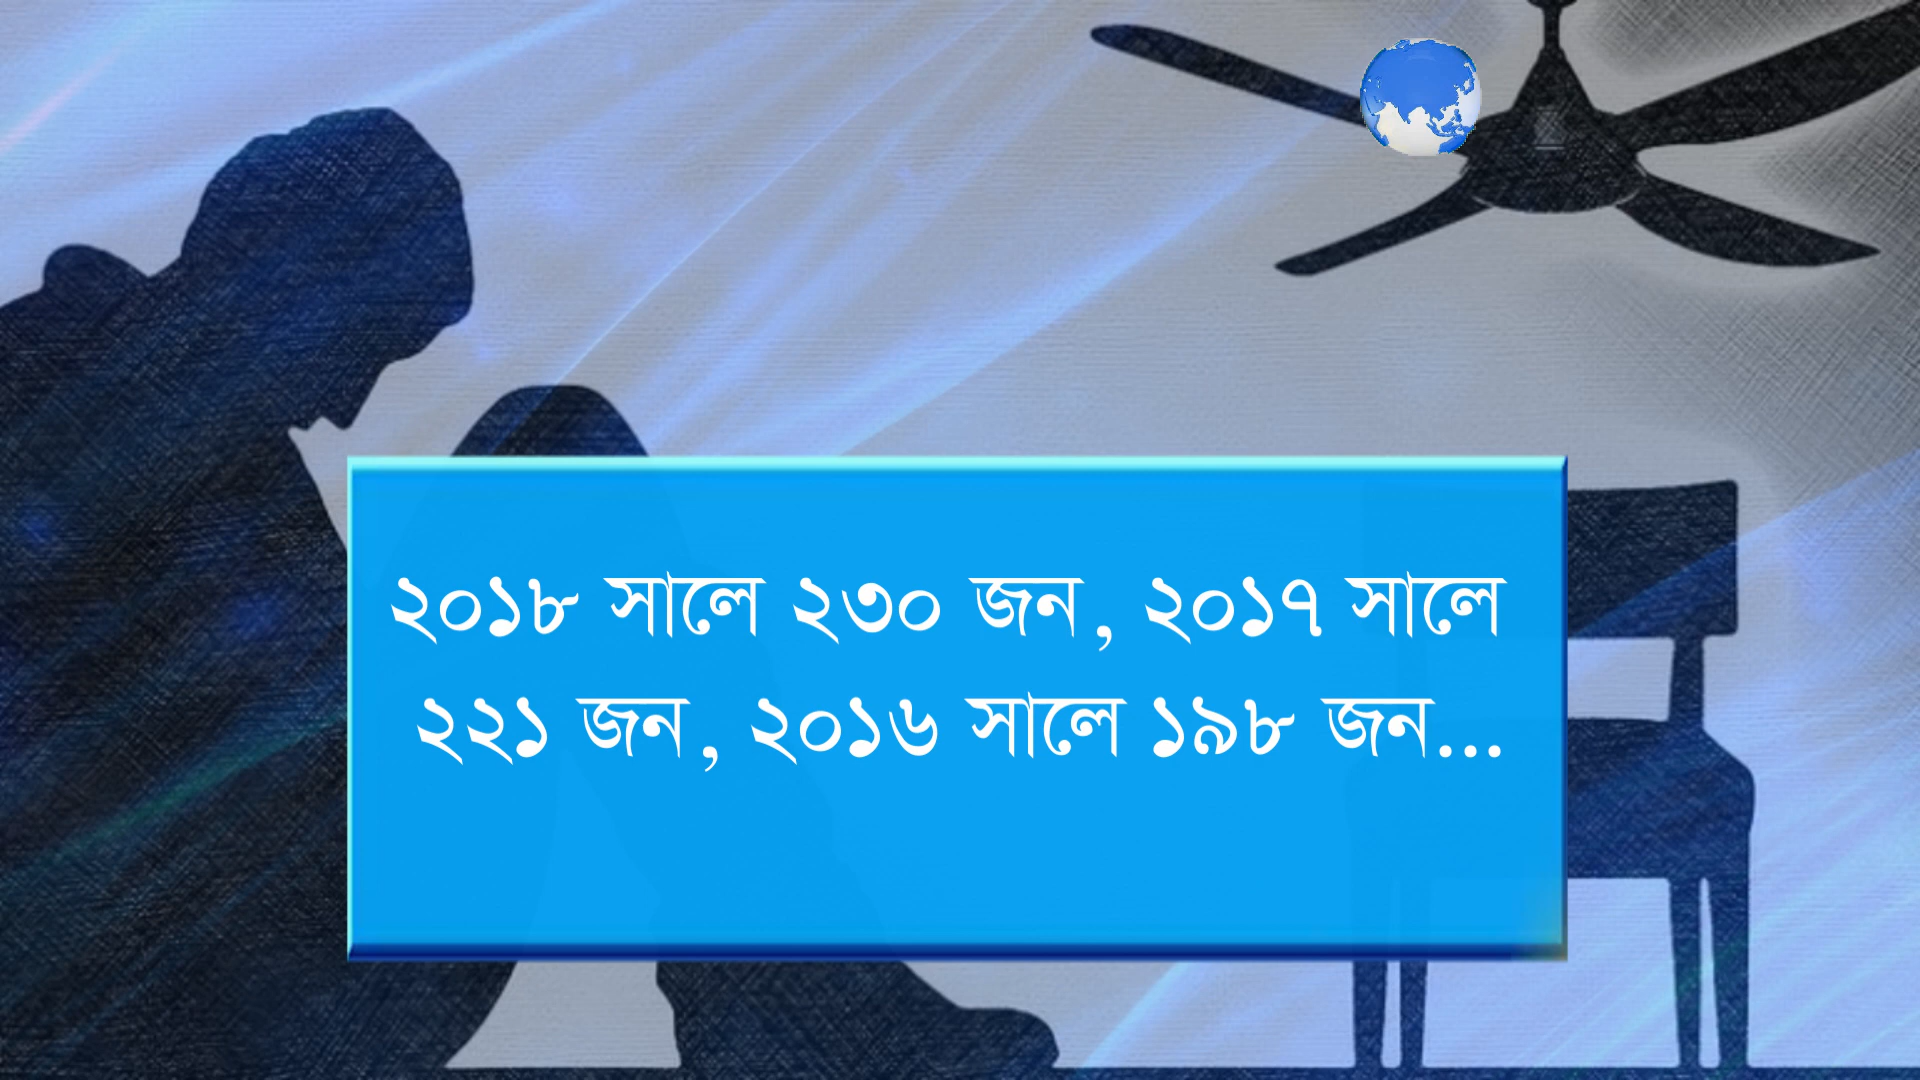 ২০১৮ সালে ২৩০ জন, ২০১৭ সালে
২২১ জন, ২০১৬ সালে ১৯৮ জন...